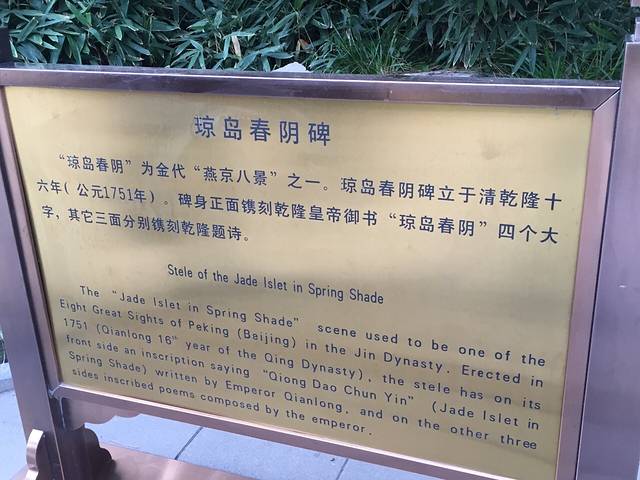 琼岛春阴碑
“琼岛春阴”为金代“燕京八景”之一。琼岛春阴碑立于清乾隆十
六年(公元1751年)。碑身正面镌刻乾隆皇帝御书“琼岛春阴”四个大
字,其它三面分别镌刻乾隆题诗。
Stele of the Jade Islet in Spring Shade
The “Jade Islet in Spring Shade” scene used to be one of the
Eight Great Sights of Peking (Beijing) in the Jin Dynasty. Erected in
1751 (Qianlong 16th year of the Qing Dynasty), the stele has on its
front side an inscription saying “Qiong Dao Chun Yin” (Jade Islet in
Spring Shade) written by Emperor Qianlong, and on the other three
sides inscribed poems composed by the emperor.